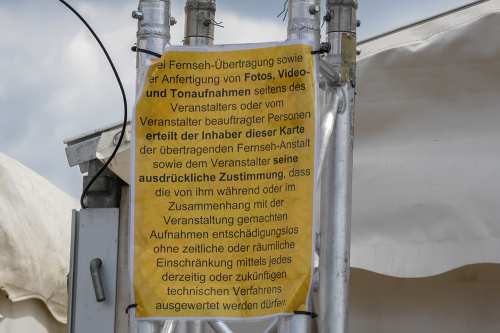 bei Fernseh-Übertragung sowie
der Anfertigung von Fotos, Video-
und Tonaufnahmen seitens des
Veranstalters oder vom
Veranstalter beauftragter Personen
erteilt der Inhaber dieser Karte
der übertragenden Fernseh-Anstalt
sowie dem Veranstalter seine
ausdrückliche Zustimmung, dass
die von ihm während oder im
Zusammenhang mit der
Veranstaltung gemachten
Aufnahmen entschädigungslos
ohne zeitliche oder räumliche
Einschränkung mittels jedes
derzeitig oder zukünftigen
technischen Verfahrens
ausgewertet werden dürfen.